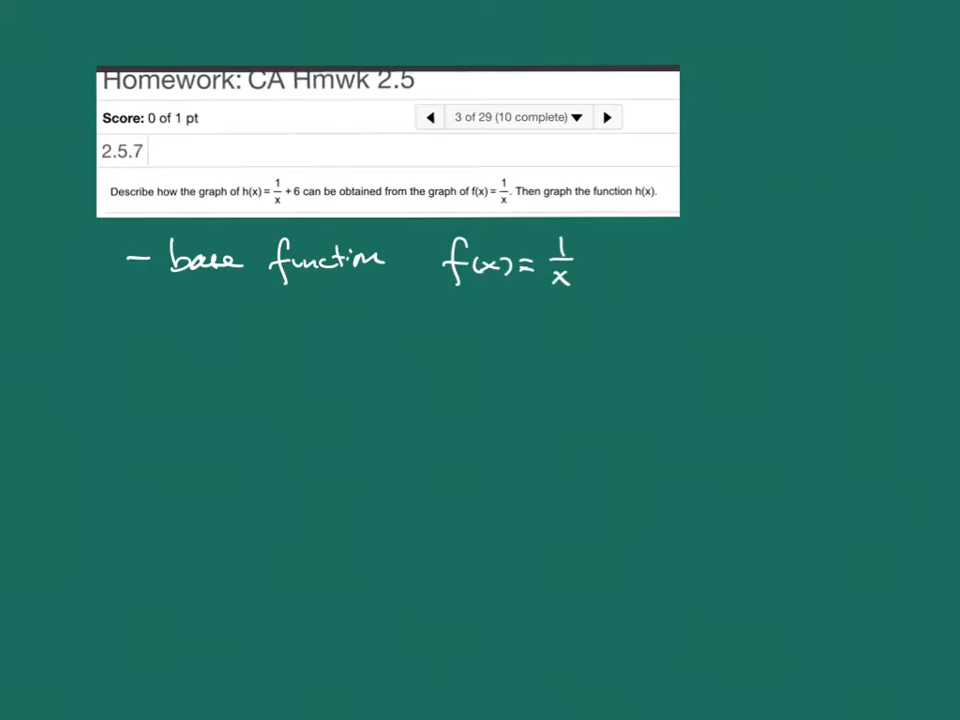 Homework: CA Hmwk 2.5
Score: 0 of 1 pt
◀ 3 of 29 (10 complete) ▼ ▶
2.5.7
Describe how the graph of h(x) = 1/x + 6 can be obtained from the graph of f(x) = 1/x. Then graph the function h(x).
- base function f(x) = 1/x